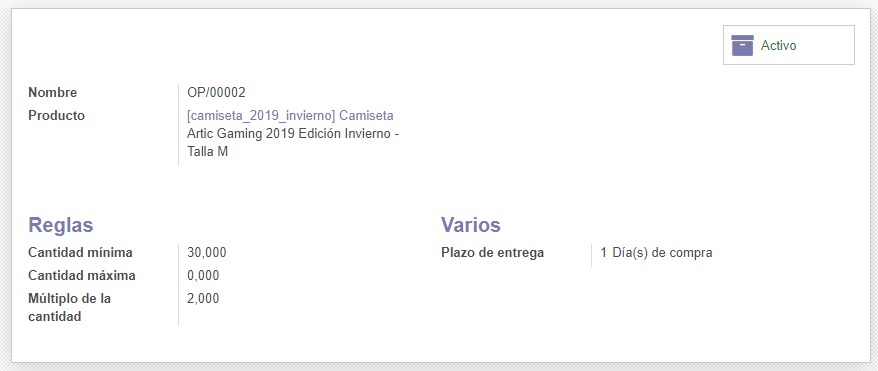 Activo
Nombre OP/00002
Producto [camiseta_2019_invierno] Camiseta
Artic Gaming 2019 Edición Invierno -
Talla M
Reglas
Cantidad mínima 30,000
Cantidad máxima 0,000
Múltiplo de la 2,000
cantidad
Varios
Plazo de entrega 1 Día(s) de compra